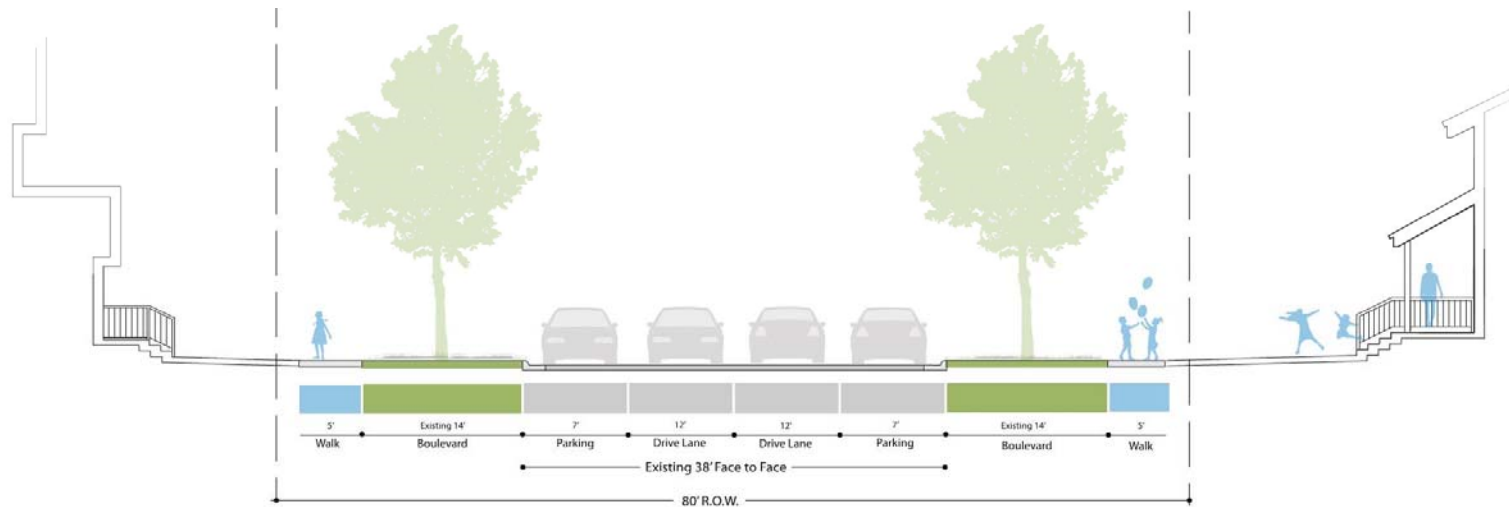 5' Existing 14' 7' 12' 12' 7' Existing 14' 5'
Walk Boulevard Parking Drive Lane Drive Lane Parking Boulevard Walk
Existing 38' Face to Face
80' R.O.W.